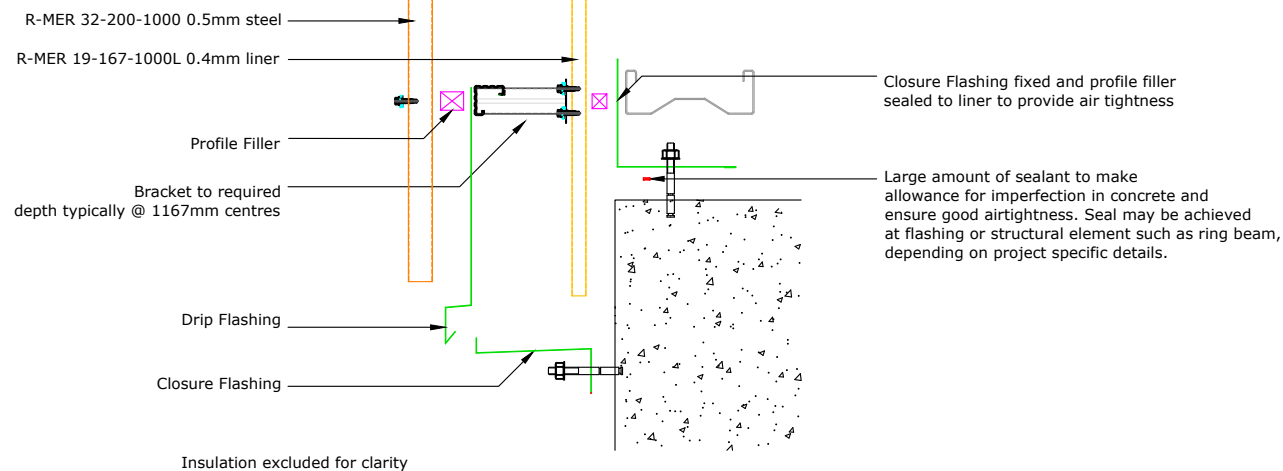 R-MER 32-200-1000 0.5mm steel
R-MER 19-167-1000L 0.4mm liner
Profile Filler
Bracket to required
depth typically @ 1167mm centres
Drip Flashing
Closure Flashing
Insulation excluded for clarity
Closure Flashing fixed and profile filler
sealed to liner to provide air tightness
Large amount of sealant to make
allowance for imperfection in concrete and
ensure good airtightness. Seal may be achieved
at flashing or structural element such as ring beam,
depending on project specific details.